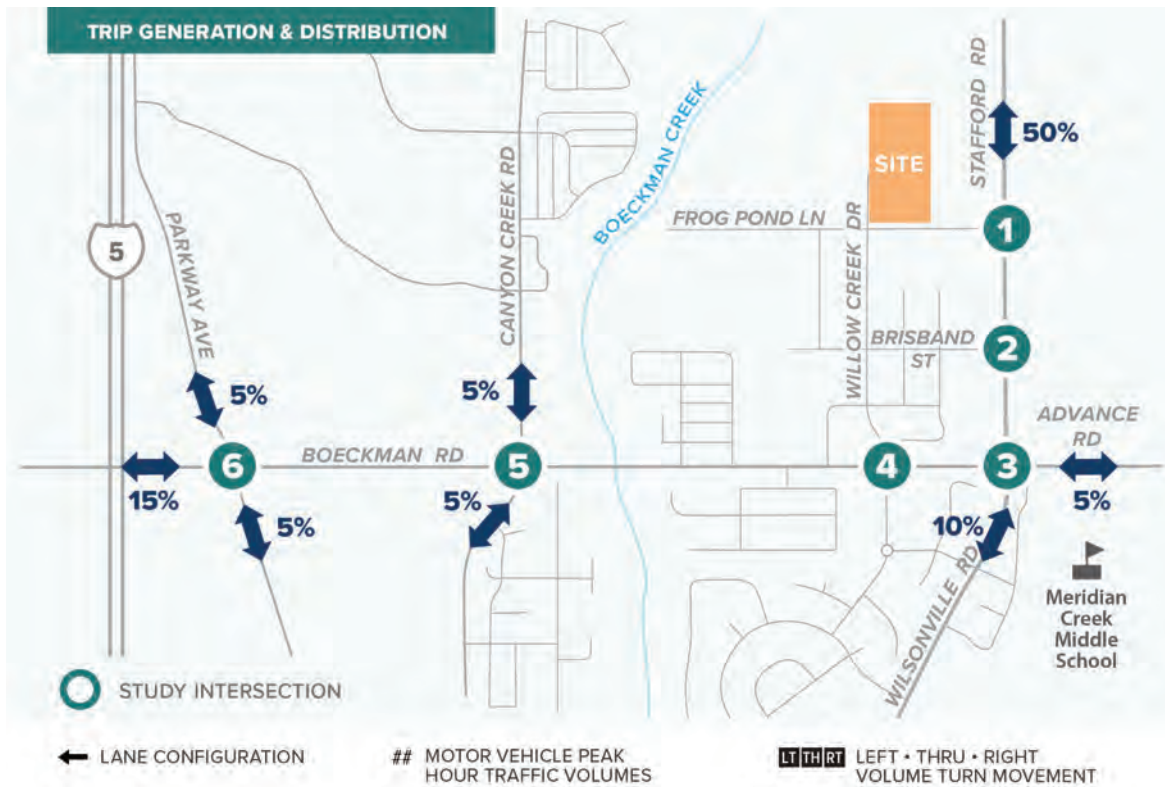 TRIP GENERATION & DISTRIBUTION
STAFFORD RD
50%
SITE
BOECKMAN CREEK
FROG POND LN
1
5
PARKWAY AVE
CANYON CREEK RD
WILLOW CREEK DR
BRISBAND
ST
2
5%
5%
ADVANCE
RD
6
BOECKMAN RD
5
4
3
15%
5%
5%
10%
5%
WILSONVILLE RD
Meridian
Creek
Middle
School
STUDY INTERSECTION
LANE CONFIGURATION
## MOTOR VEHICLE PEAK
HOUR TRAFFIC VOLUMES
LT TH RT LEFT • THRU • RIGHT
VOLUME TURN MOVEMENT